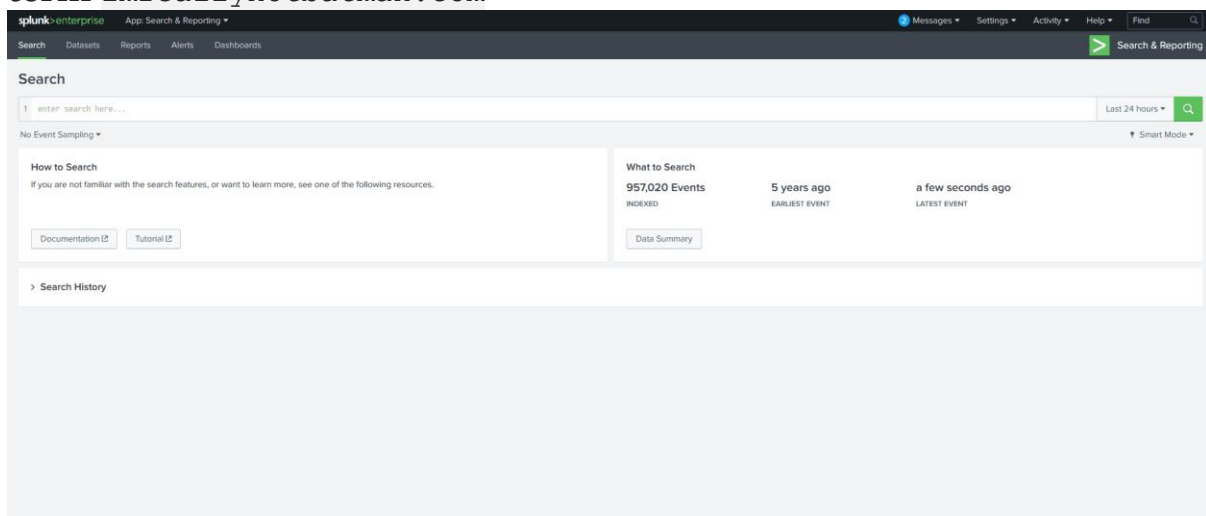 splunk>enterprise App: Search & Reporting ▾ 2 Messages ▾ Settings ▾ Activity ▾ Help ▾ Find
Search Datasets Reports Alerts Dashboards Search & Reporting
Search
1 enter search here... Last 24 hours ▾
No Event Sampling ▾ Smart Mode ▾
How to Search
If you are not familiar with the search features, or want to learn more, see one of the following resources.
Documentation Tutorial
What to Search
957,020 Events 5 years ago a few seconds ago
INDEXED EARLIEST EVENT LATEST EVENT
Data Summary
> Search History